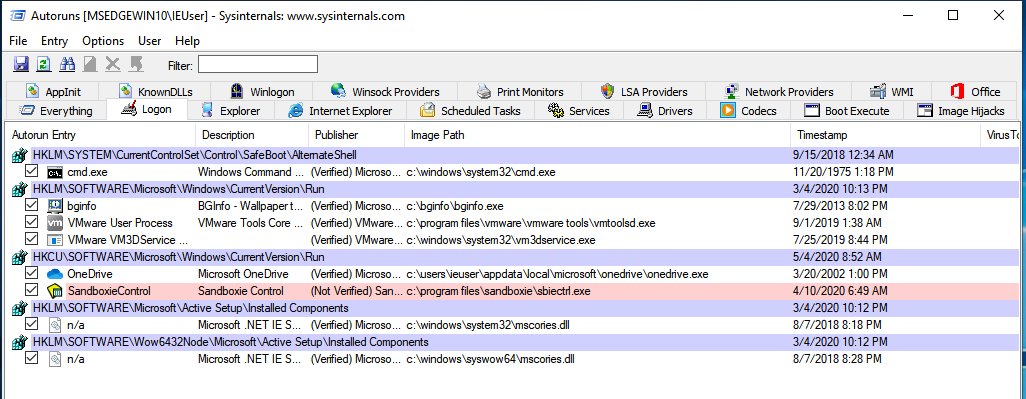 Autoruns [MSEDGEWIN10\IEUser] - Sysinternals: www.sysinternals.com
File Entry Options User Help
Filter:
AppInit KnownDLLs Winlogon Winsock Providers Print Monitors LSA Providers Network Providers WMI Office
Everything Logon Explorer Internet Explorer Scheduled Tasks Services Drivers Codecs Boot Execute Image Hijacks
Autorun Entry Description Publisher Image Path Timestamp VirusTo
HKLM\SYSTEM\CurrentControlSet\Control\SafeBoot\AlternateShell 9/15/2018 12:34 AM
cmd.exe Windows Command ... (Verified) Microso... c:\windows\system32\cmd.exe 11/20/1975 1:18 PM
HKLM\SOFTWARE\Microsoft\Windows\CurrentVersion\Run 3/4/2020 10:13 PM
bginfo BGInfo - Wallpaper t... (Verified) Microso... c:\bginfo\bginfo.exe 7/29/2013 8:02 PM
vm VMware User Process VMware Tools Core ... (Verified) VMware... c:\program files\vmware\vmware tools\vmtoolsd.exe 9/1/2019 1:38 AM
VMware VM3DService ... (Verified) VMware... c:\windows\system32\vm3dservice.exe 7/25/2019 8:44 PM
HKCU\SOFTWARE\Microsoft\Windows\CurrentVersion\Run 5/4/2020 8:52 AM
OneDrive Microsoft OneDrive (Verified) Microso... c:\users\ieuser\appdata\local\microsoft\onedrive\onedrive.exe 3/20/2002 1:00 PM
SandboxieControl Sandboxie Control (Not Verified) San... c:\program files\sandboxie\sbiectrl.exe 4/10/2020 6:49 AM
HKLM\SOFTWARE\Microsoft\Active Setup\Installed Components 3/4/2020 10:12 PM
n/a Microsoft .NET IE S... (Verified) Microso... c:\windows\system32\mscories.dll 8/7/2018 8:18 PM
HKLM\SOFTWARE\Wow6432Node\Microsoft\Active Setup\Installed Components 3/4/2020 10:12 PM
n/a Microsoft .NET IE S... (Verified) Microso... c:\windows\syswow64\mscories.dll 8/7/2018 8:28 PM